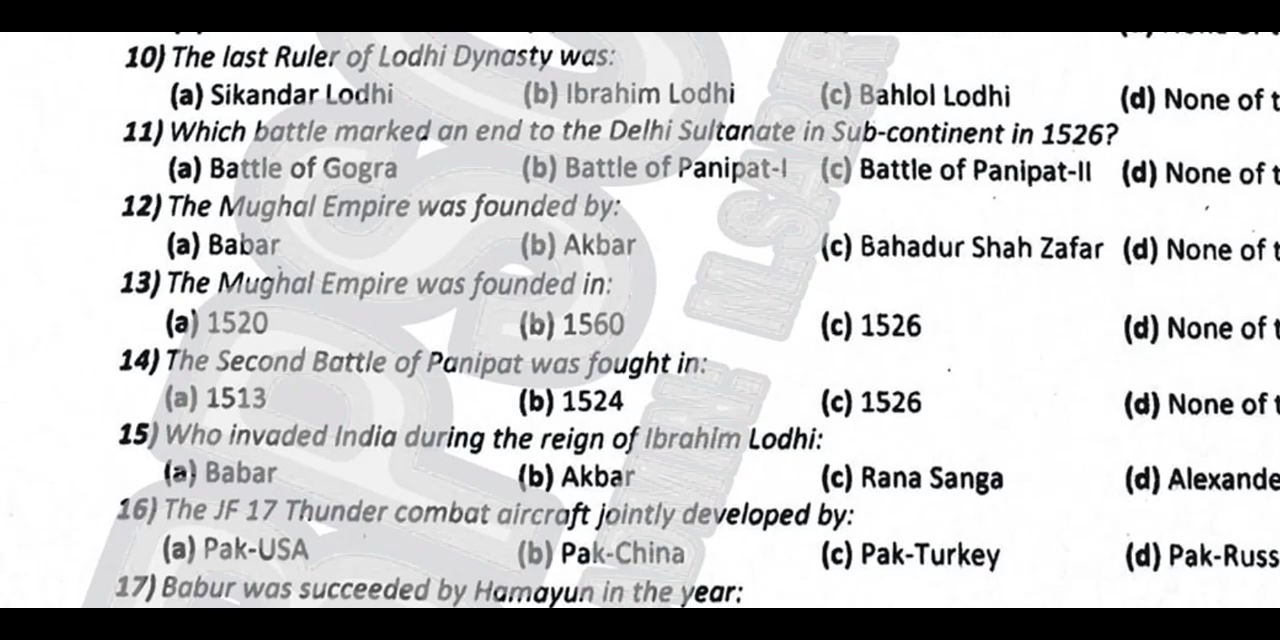 10) The last Ruler of Lodhi Dynasty was:
(a) Sikandar Lodhi (b) Ibrahim Lodhi (c) Bahlol Lodhi (d) None of t
11) Which battle marked an end to the Delhi Sultanate in Sub-continent in 1526?
(a) Battle of Gogra (b) Battle of Panipat-I (c) Battle of Panipat-II (d) None of t
12) The Mughal Empire was founded by:
(a) Babar (b) Akbar (c) Bahadur Shah Zafar (d) None of t
13) The Mughal Empire was founded in:
(a) 1520 (b) 1560 (c) 1526 (d) None of t
14) The Second Battle of Panipat was fought in:
(a) 1513 (b) 1524 (c) 1526 (d) None of t
15) Who invaded India during the reign of Ibrahim Lodhi:
(a) Babar (b) Akbar (c) Rana Sanga (d) Alexande
16) The JF 17 Thunder combat aircraft jointly developed by:
(a) Pak-USA (b) Pak-China (c) Pak-Turkey (d) Pak-Russ
17) Babur was succeeded by Hamayun in the year: